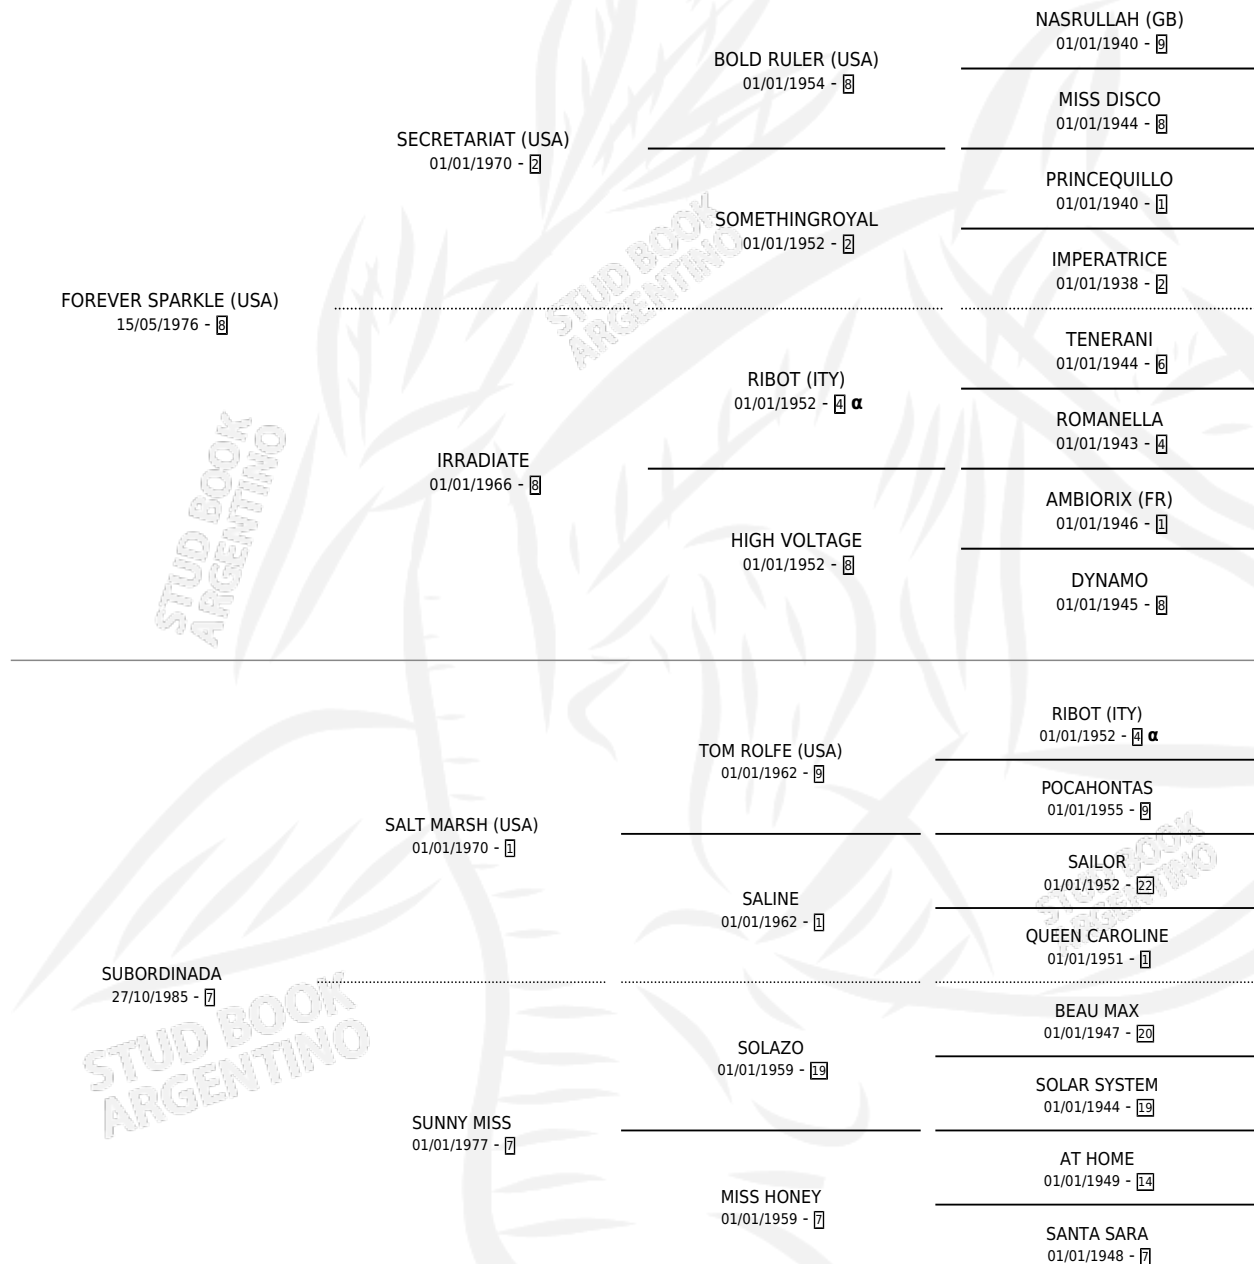 NASRULLAH (GB)
01/01/1940 - 9
BOLD RULER (USA)
01/01/1954 - 8
MISS DISCO
01/01/1944 - 8
SECRETARIAT (USA)
01/01/1970 - 2
PRINCEQUILLO
01/01/1940 - 1
SOMETHINGROYAL
01/01/1952 - 2
IMPERATRICE
01/01/1938 - 2
FOREVER SPARKLE (USA)
15/05/1976 - 8
TENERANI
01/01/1944 - 6
RIBOT (ITY)
01/01/1952 - 4 α
ROMANELLA
01/01/1943 - 4
IRRADIATE
01/01/1966 - 8
AMBIORIX (FR)
01/01/1946 - 1
HIGH VOLTAGE
01/01/1952 - 8
DYNAMO
01/01/1945 - 8
RIBOT (ITY)
01/01/1952 - 4 α
TOM ROLFE (USA)
01/01/1962 - 9
POCAHONTAS
01/01/1955 - 9
SALT MARSH (USA)
01/01/1970 - 1
SAILOR
01/01/1952 - 22
SALINE
01/01/1962 - 1
QUEEN CAROLINE
01/01/1951 - 1
SUBORDINADA
27/10/1985 - 7
BEAU MAX
01/01/1947 - 20
SOLAZO
01/01/1959 - 19
SOLAR SYSTEM
01/01/1944 - 19
SUNNY MISS
01/01/1977 - 7
AT HOME
01/01/1949 - 14
MISS HONEY
01/01/1959 - 7
SANTA SARA
01/01/1948 - 7
STUD BOOK
ARGENTINO
STUD BOOK
ARGENTINO
STUD BOOK
ARGENTINO
STUD BOOK
ARGENTINO